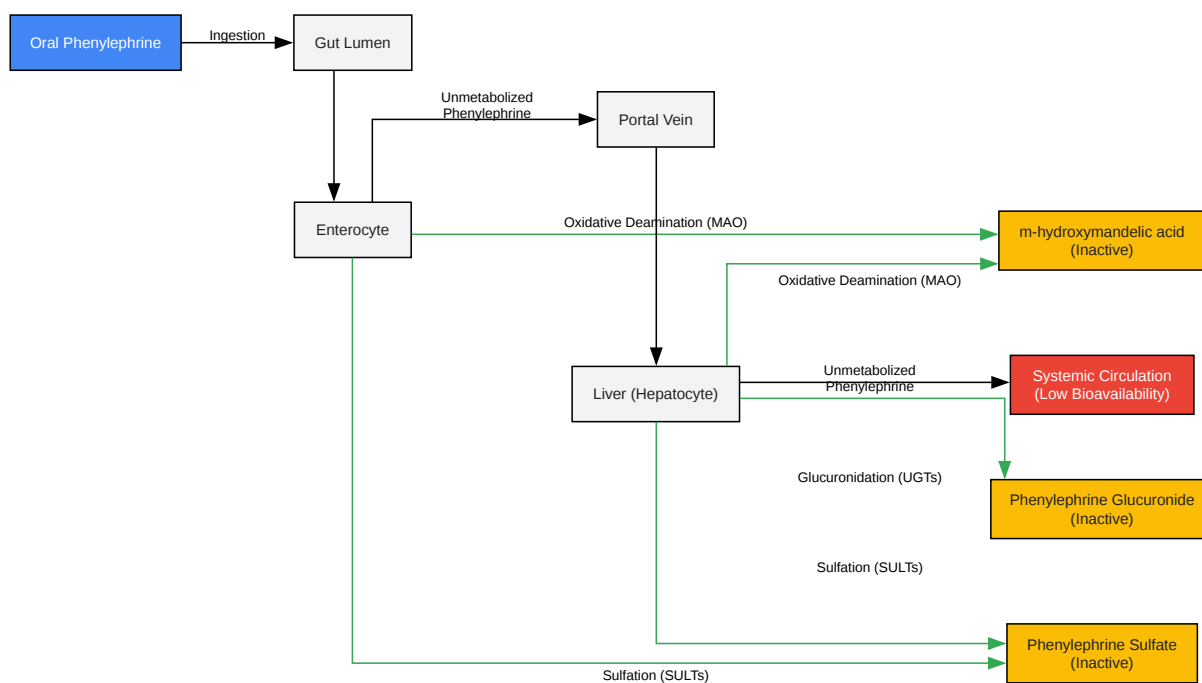 Oral Phenylephrine
Ingestion
Gut Lumen
Unmetabolized
Phenylephrine
Portal Vein
Enterocyte
Oxidative Deamination (MAO)
m-hydroxymandelic acid
(Inactive)
Oxidative Deamination (MAO)
Liver (Hepatocyte)
Unmetabolized
Phenylephrine
Systemic Circulation
(Low Bioavailability)
Glucuronidation (UGTs)
Phenylephrine Glucuronide
(Inactive)
Sulfation (SULTs)
Phenylephrine Sulfate
(Inactive)
Sulfation (SULTs)